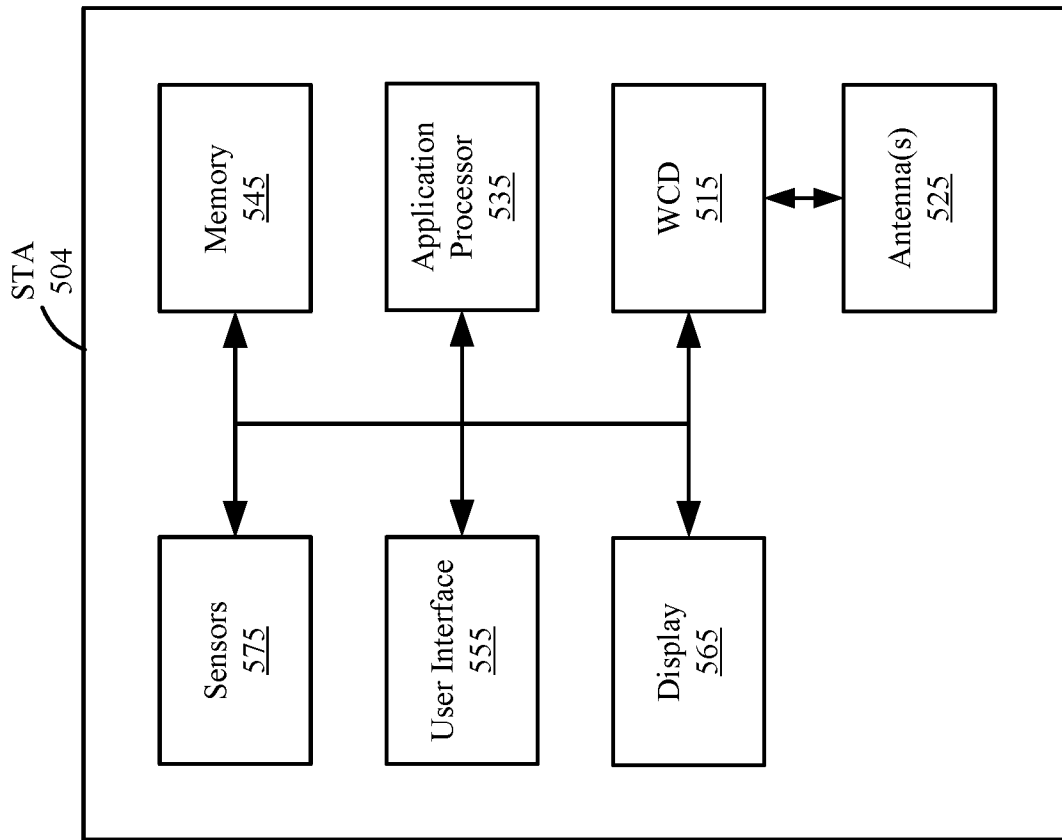 STA
504
Memory
545
Application
Processor
535
WCD
515
Antenna(s)
525
Sensors
575
User Interface
555
Display
565